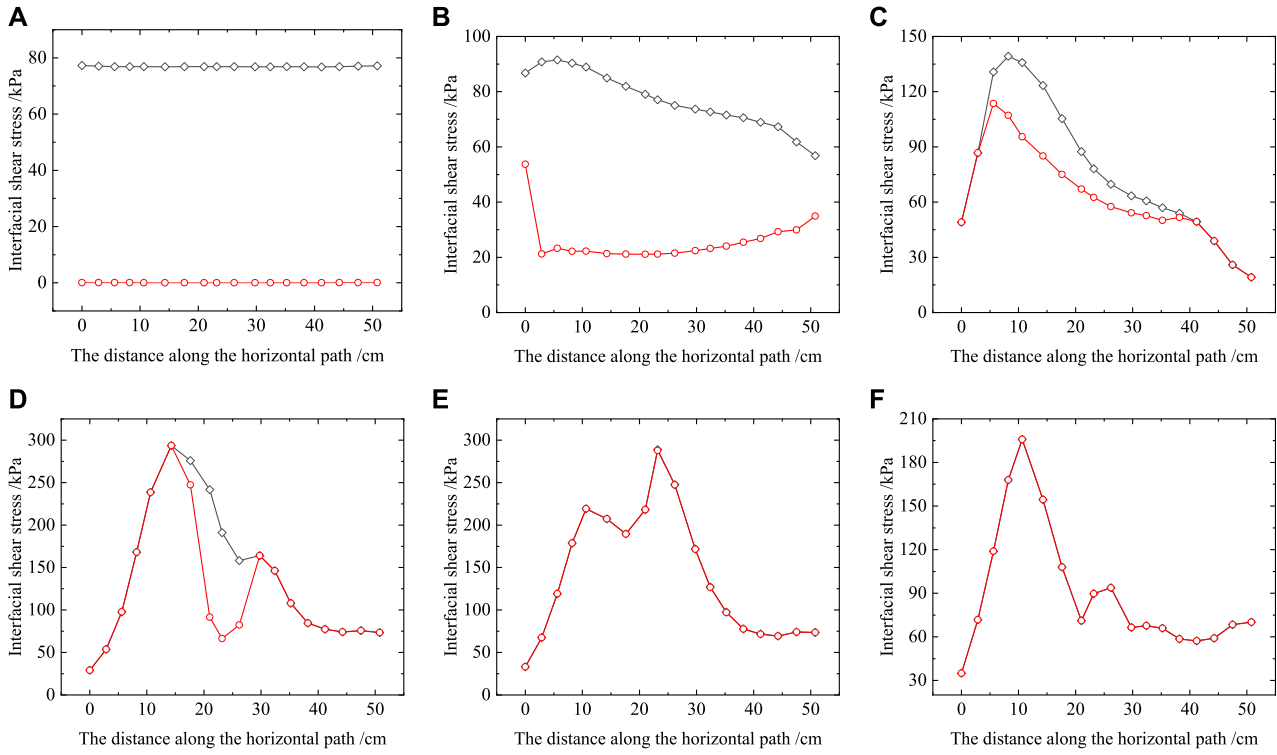 A
Interfacial shear stress /kPa
80
60
40
20
0
0 10 20 30 40 50
The distance along the horizontal path /cm
B
Interfacial shear stress /kPa
100
80
60
40
20
0
0 10 20 30 40 50
The distance along the horizontal path /cm
C
Interfacial shear stress /kPa
150
120
90
60
30
0
0 10 20 30 40 50
The distance along the horizontal path /cm
D
Interfacial shear stress /kPa
300
250
200
150
100
50
0
0 10 20 30 40 50
The distance along the horizontal path /cm
E
Interfacial shear stress /kPa
300
250
200
150
100
50
0
0 10 20 30 40 50
The distance along the horizontal path /cm
F
Interfacial shear stress /kPa
210
180
150
120
90
60
30
0 10 20 30 40 50
The distance along the horizontal path /cm